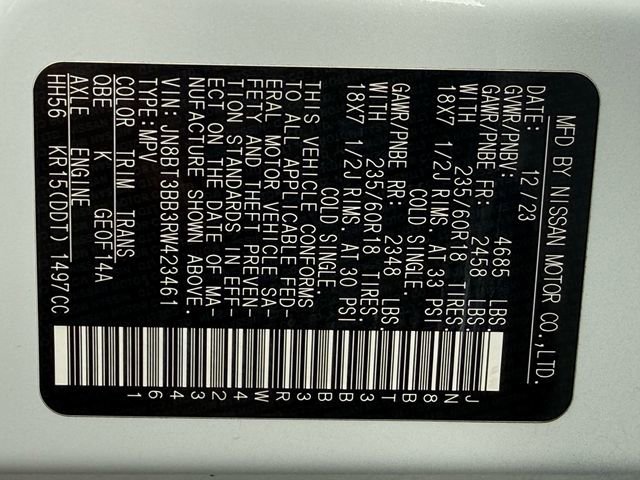 MFD BY NISSAN MOTOR CO.,LTD.
DATE: 12/23
GVWR/PNBV: 4685 LBS.
GAWR/PNBE FR: 2458 LBS.
WITH 235/60R18 TIRES
18X7 1/2J RIMS. AT 33 PSI
COLD SINGLE.
GAWR/PNBE RR: 2348 LBS.
WITH 235/60R18 TIRES
18X7 1/2J RIMS. AT 30 PSI
COLD SINGLE
THIS VEHICLE CONFORMS
TO ALL APPLICABLE FED-
ERAL MOTOR VEHICLE SA-
FETY AND THEFT PREVEN-
TION STANDARDS IN EFF-
ECT ON THE DATE OF MA-
NUFACTURE SHOWN ABOVE.
VIN:JN8BT3BB3RW423461
TYPE:MPV
COLOR TRIM TRANS
QBE K GE0F14A
AXLE ENGINE
HH56 KR15(DDT) 1497CC
JN8BT3BB3RW423461